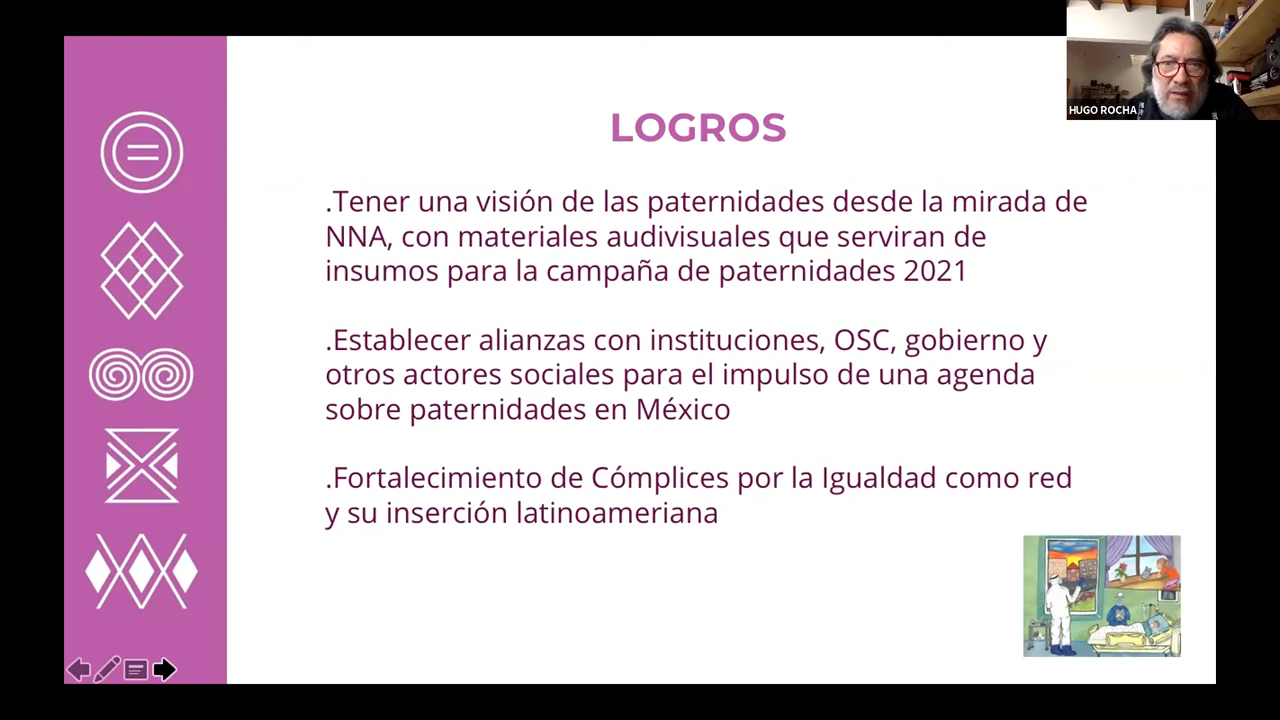 HUGO ROCHA
LOGROS
.Tener una visión de las paternidades desde la mirada de
NNA, con materiales audivisuales que serviran de
insumos para la campaña de paternidades 2021
.Establecer alianzas con instituciones, OSC, gobierno y
otros actores sociales para el impulso de una agenda
sobre paternidades en México
.Fortalecimiento de Cómplices por la Igualdad como red
y su inserción latinoameriana